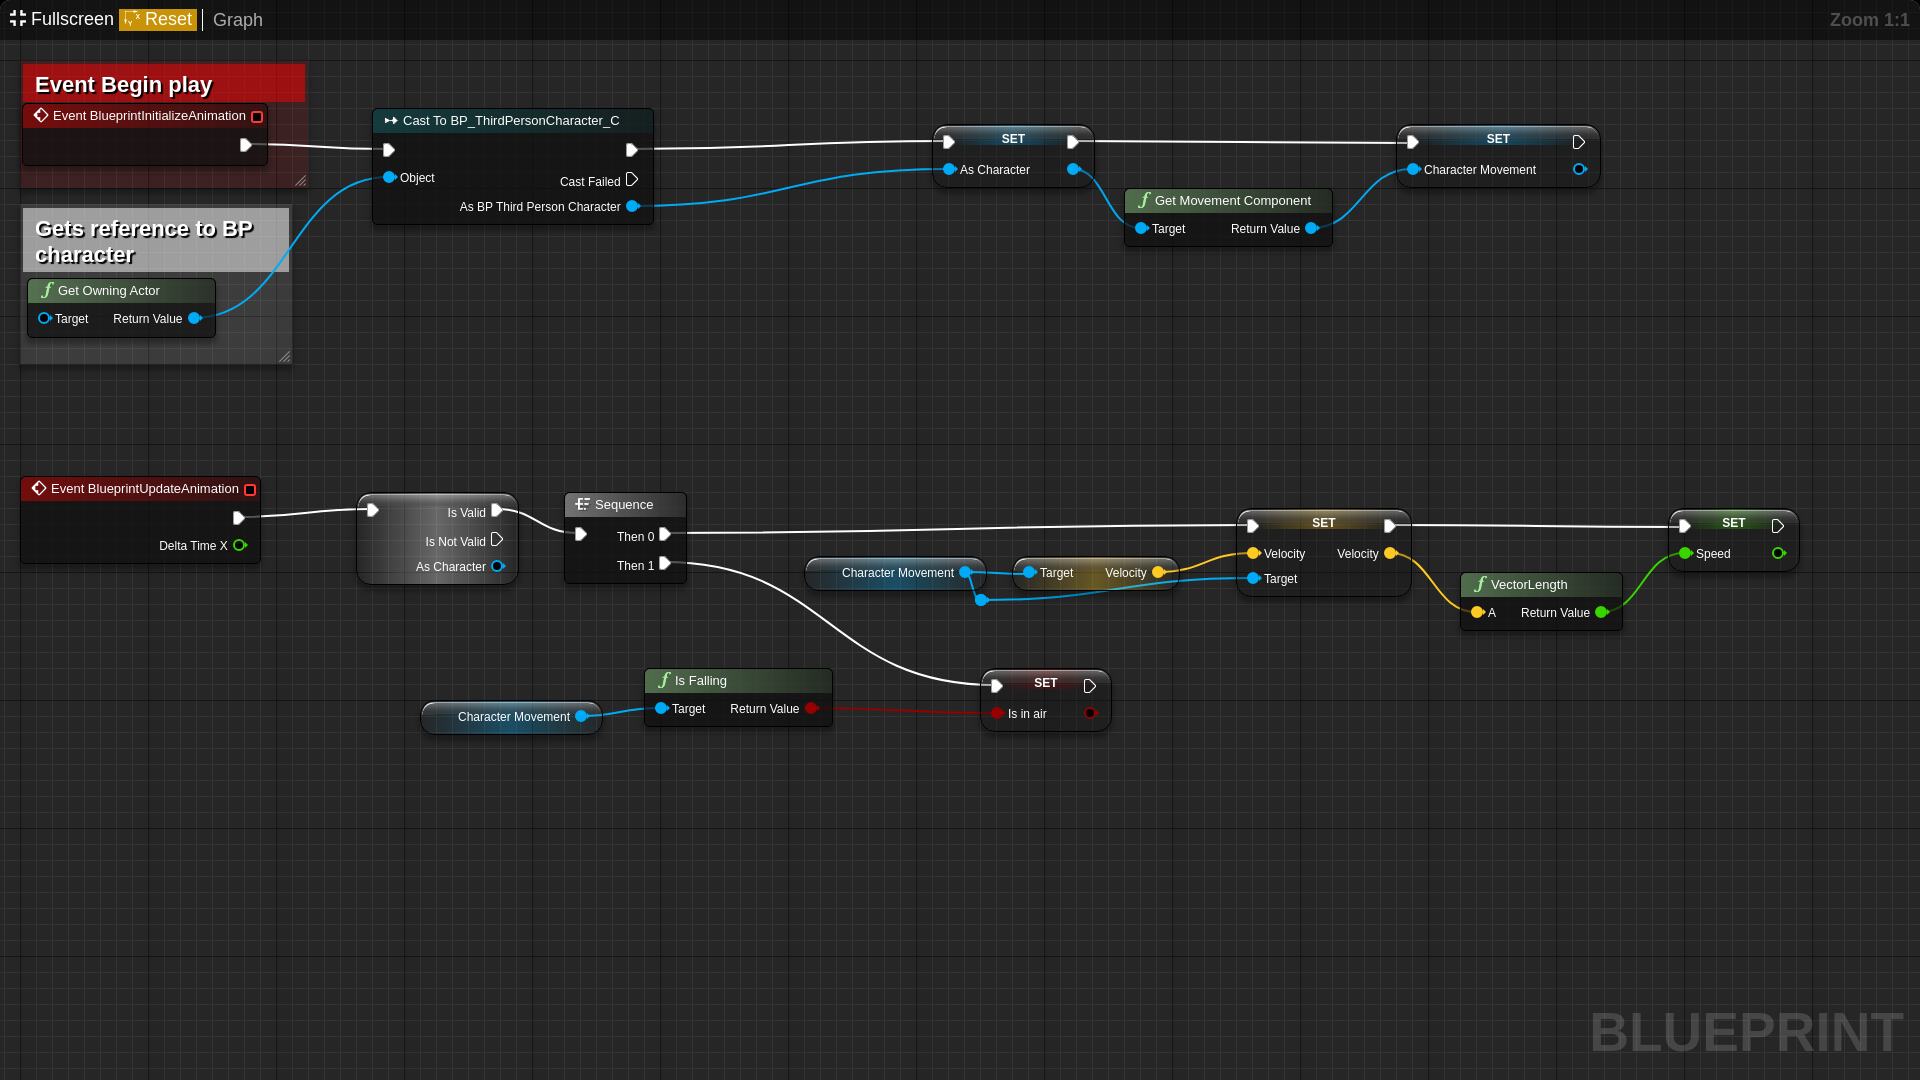 Fullscreen Reset Graph
Zoom 1:1
Event Begin play
Event BlueprintInitializeAnimation
Cast To BP_ThirdPersonCharacter_C
Object
Cast Failed
As BP Third Person Character
SET
As Character
Get Movement Component
Target Return Value
SET
Character Movement
Gets reference to BP
character
Get Owning Actor
Target Return Value
Event BlueprintUpdateAnimation
Delta Time X
Is Valid
Is Not Valid
As Character
Sequence
Then 0
Then 1
Character Movement
Target Velocity
SET
Velocity Velocity
Target
VectorLength
A Return Value
SET
Speed
Character Movement
Is Falling
Target Return Value
SET
Is in air
BLUEPRINT